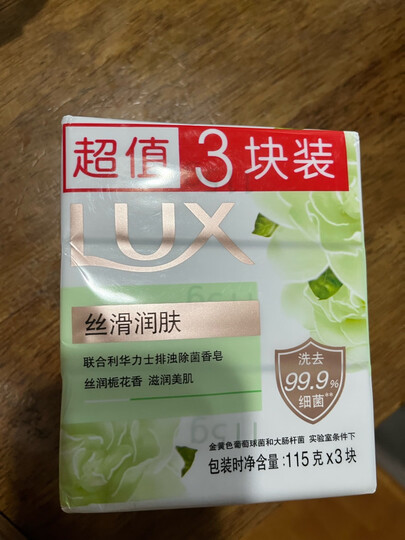 超值 3块装
LUX
丝滑润肤
联合利华力士排浊除菌香皂
丝润栀花香 滋润美肌
洗去
99.9%
细菌++
金黄色葡萄球菌和大肠杆菌 实验室条件下
包装时净含量:115克x3块